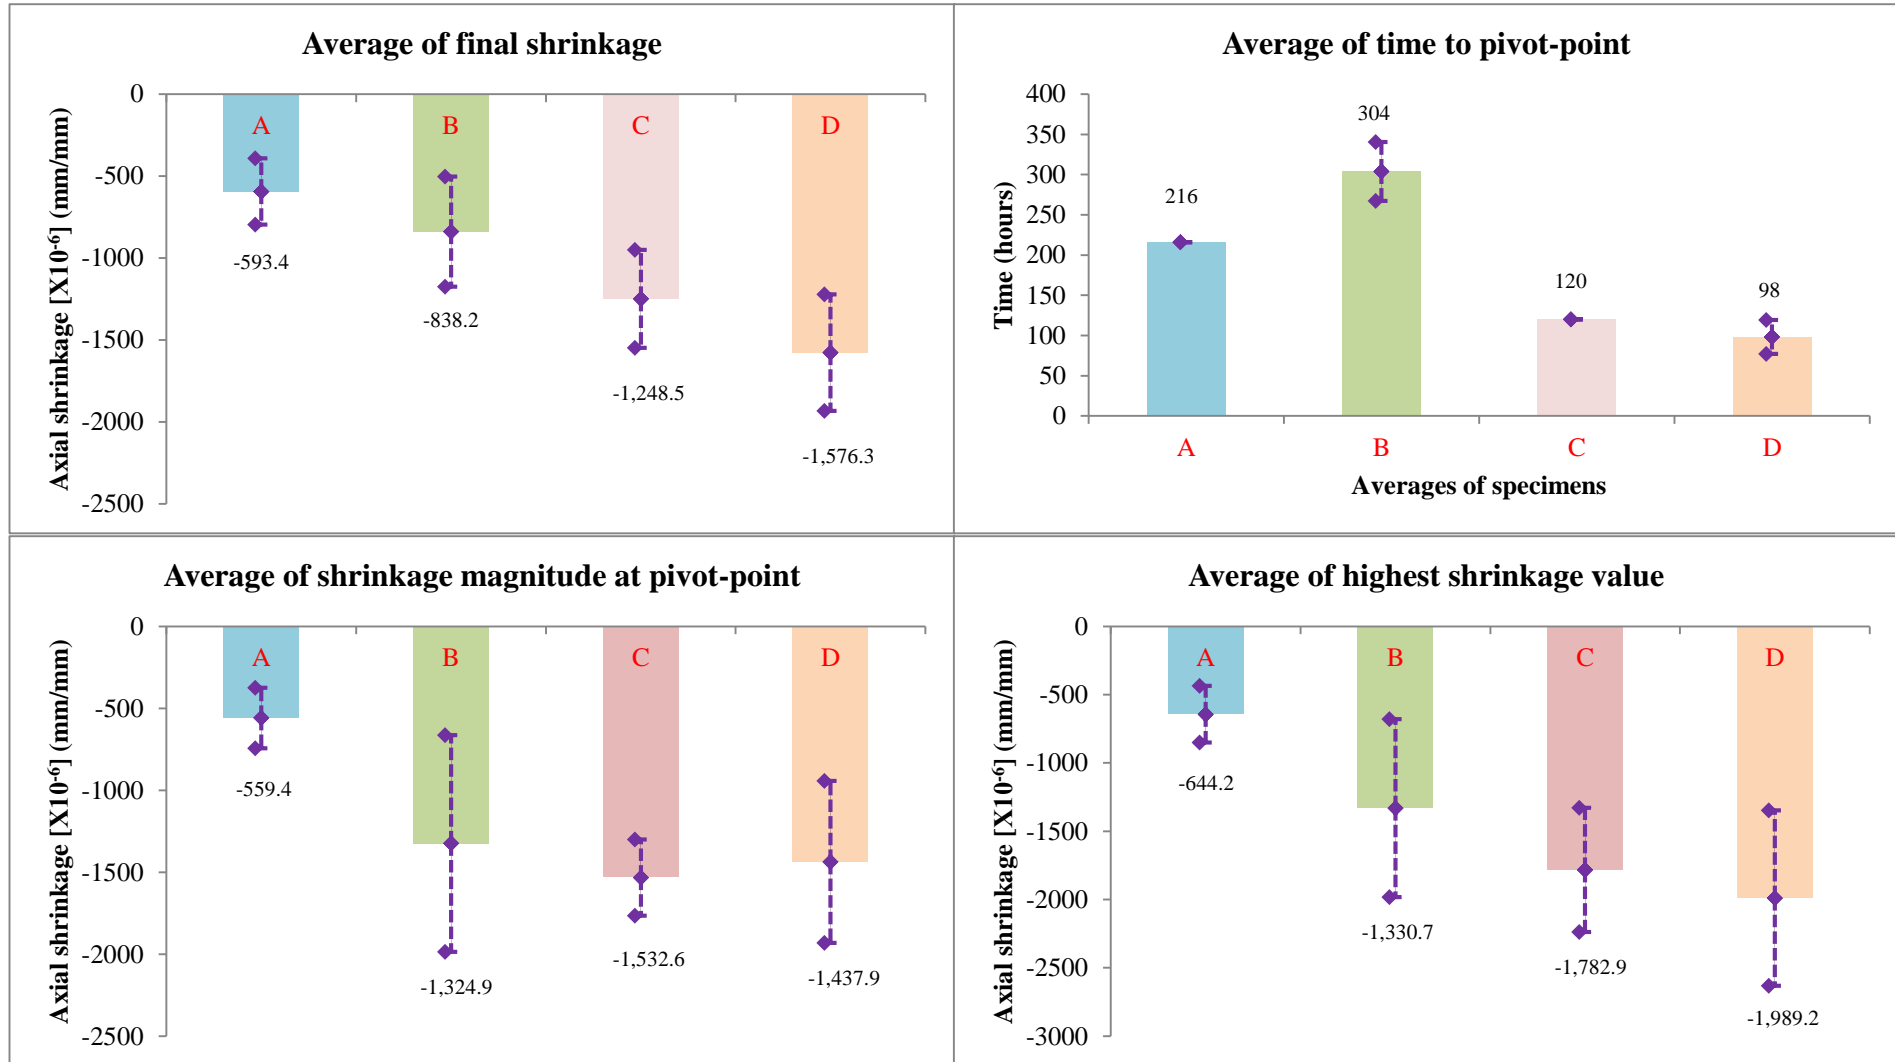 Average of final shrinkage
Axial shrinkage [X10⁻⁶] (mm/mm)
0
-500
-1000
-1500
-2000
-2500
A
B
C
D
-593.4
-838.2
-1,248.5
-1,576.3
Average of time to pivot-point
Time (hours)
400
350
300
250
200
150
100
50
0
216
304
120
98
A
B
C
D
Averages of specimens
Average of shrinkage magnitude at pivot-point
Axial shrinkage [X10⁻⁶] (mm/mm)
0
-500
-1000
-1500
-2000
-2500
A
B
C
D
-559.4
-1,324.9
-1,532.6
-1,437.9
Average of highest shrinkage value
Axial shrinkage [X10⁻⁶] (mm/mm)
0
-500
-1000
-1500
-2000
-2500
-3000
A
B
C
D
-644.2
-1,330.7
-1,782.9
-1,989.2